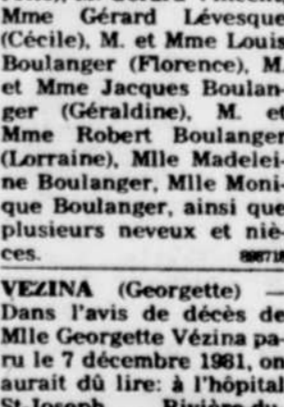 Mme Gérard Lévesque
(Cécile), M. et Mme Louis
Boulanger (Florence), M.
et Mme Jacques Boulan-
ger (Géraldine), M. et
Mme Robert Boulanger
(Lorraine), Mlle Madelei-
ne Boulanger, Mlle Moni-
que Boulanger, ainsi que
plusieurs neveux et niè-
ces.
VEZINA (Georgette) —
Dans l'avis de décès de
Mlle Georgette Vézina pa-
ru le 7 décembre 1981, on
aurait dû lire: à l'hôpital
St-Joseph